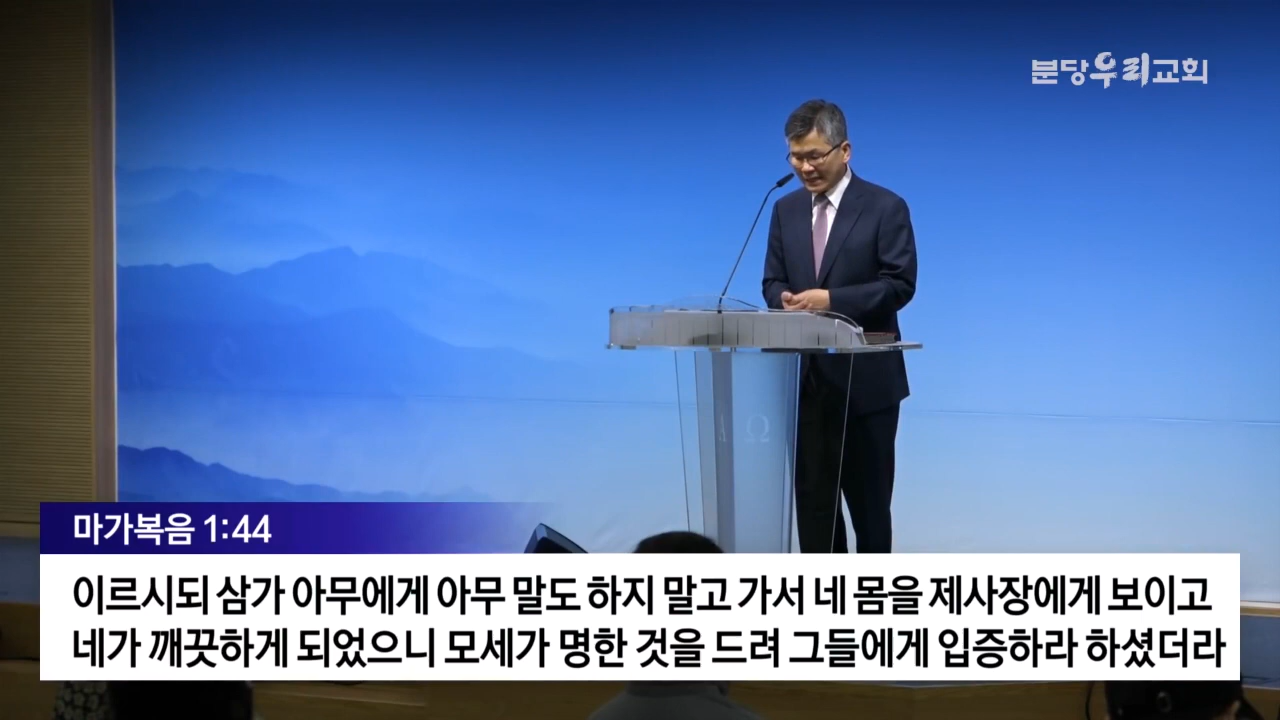 분당우리교회
Α Ω
마가복음 1:44
이르시되 삼가 아무에게 아무 말도 하지 말고 가서 네 몸을 제사장에게 보이고
네가 깨끗하게 되었으니 모세가 명한 것을 드려 그들에게 입증하라 하셨더라